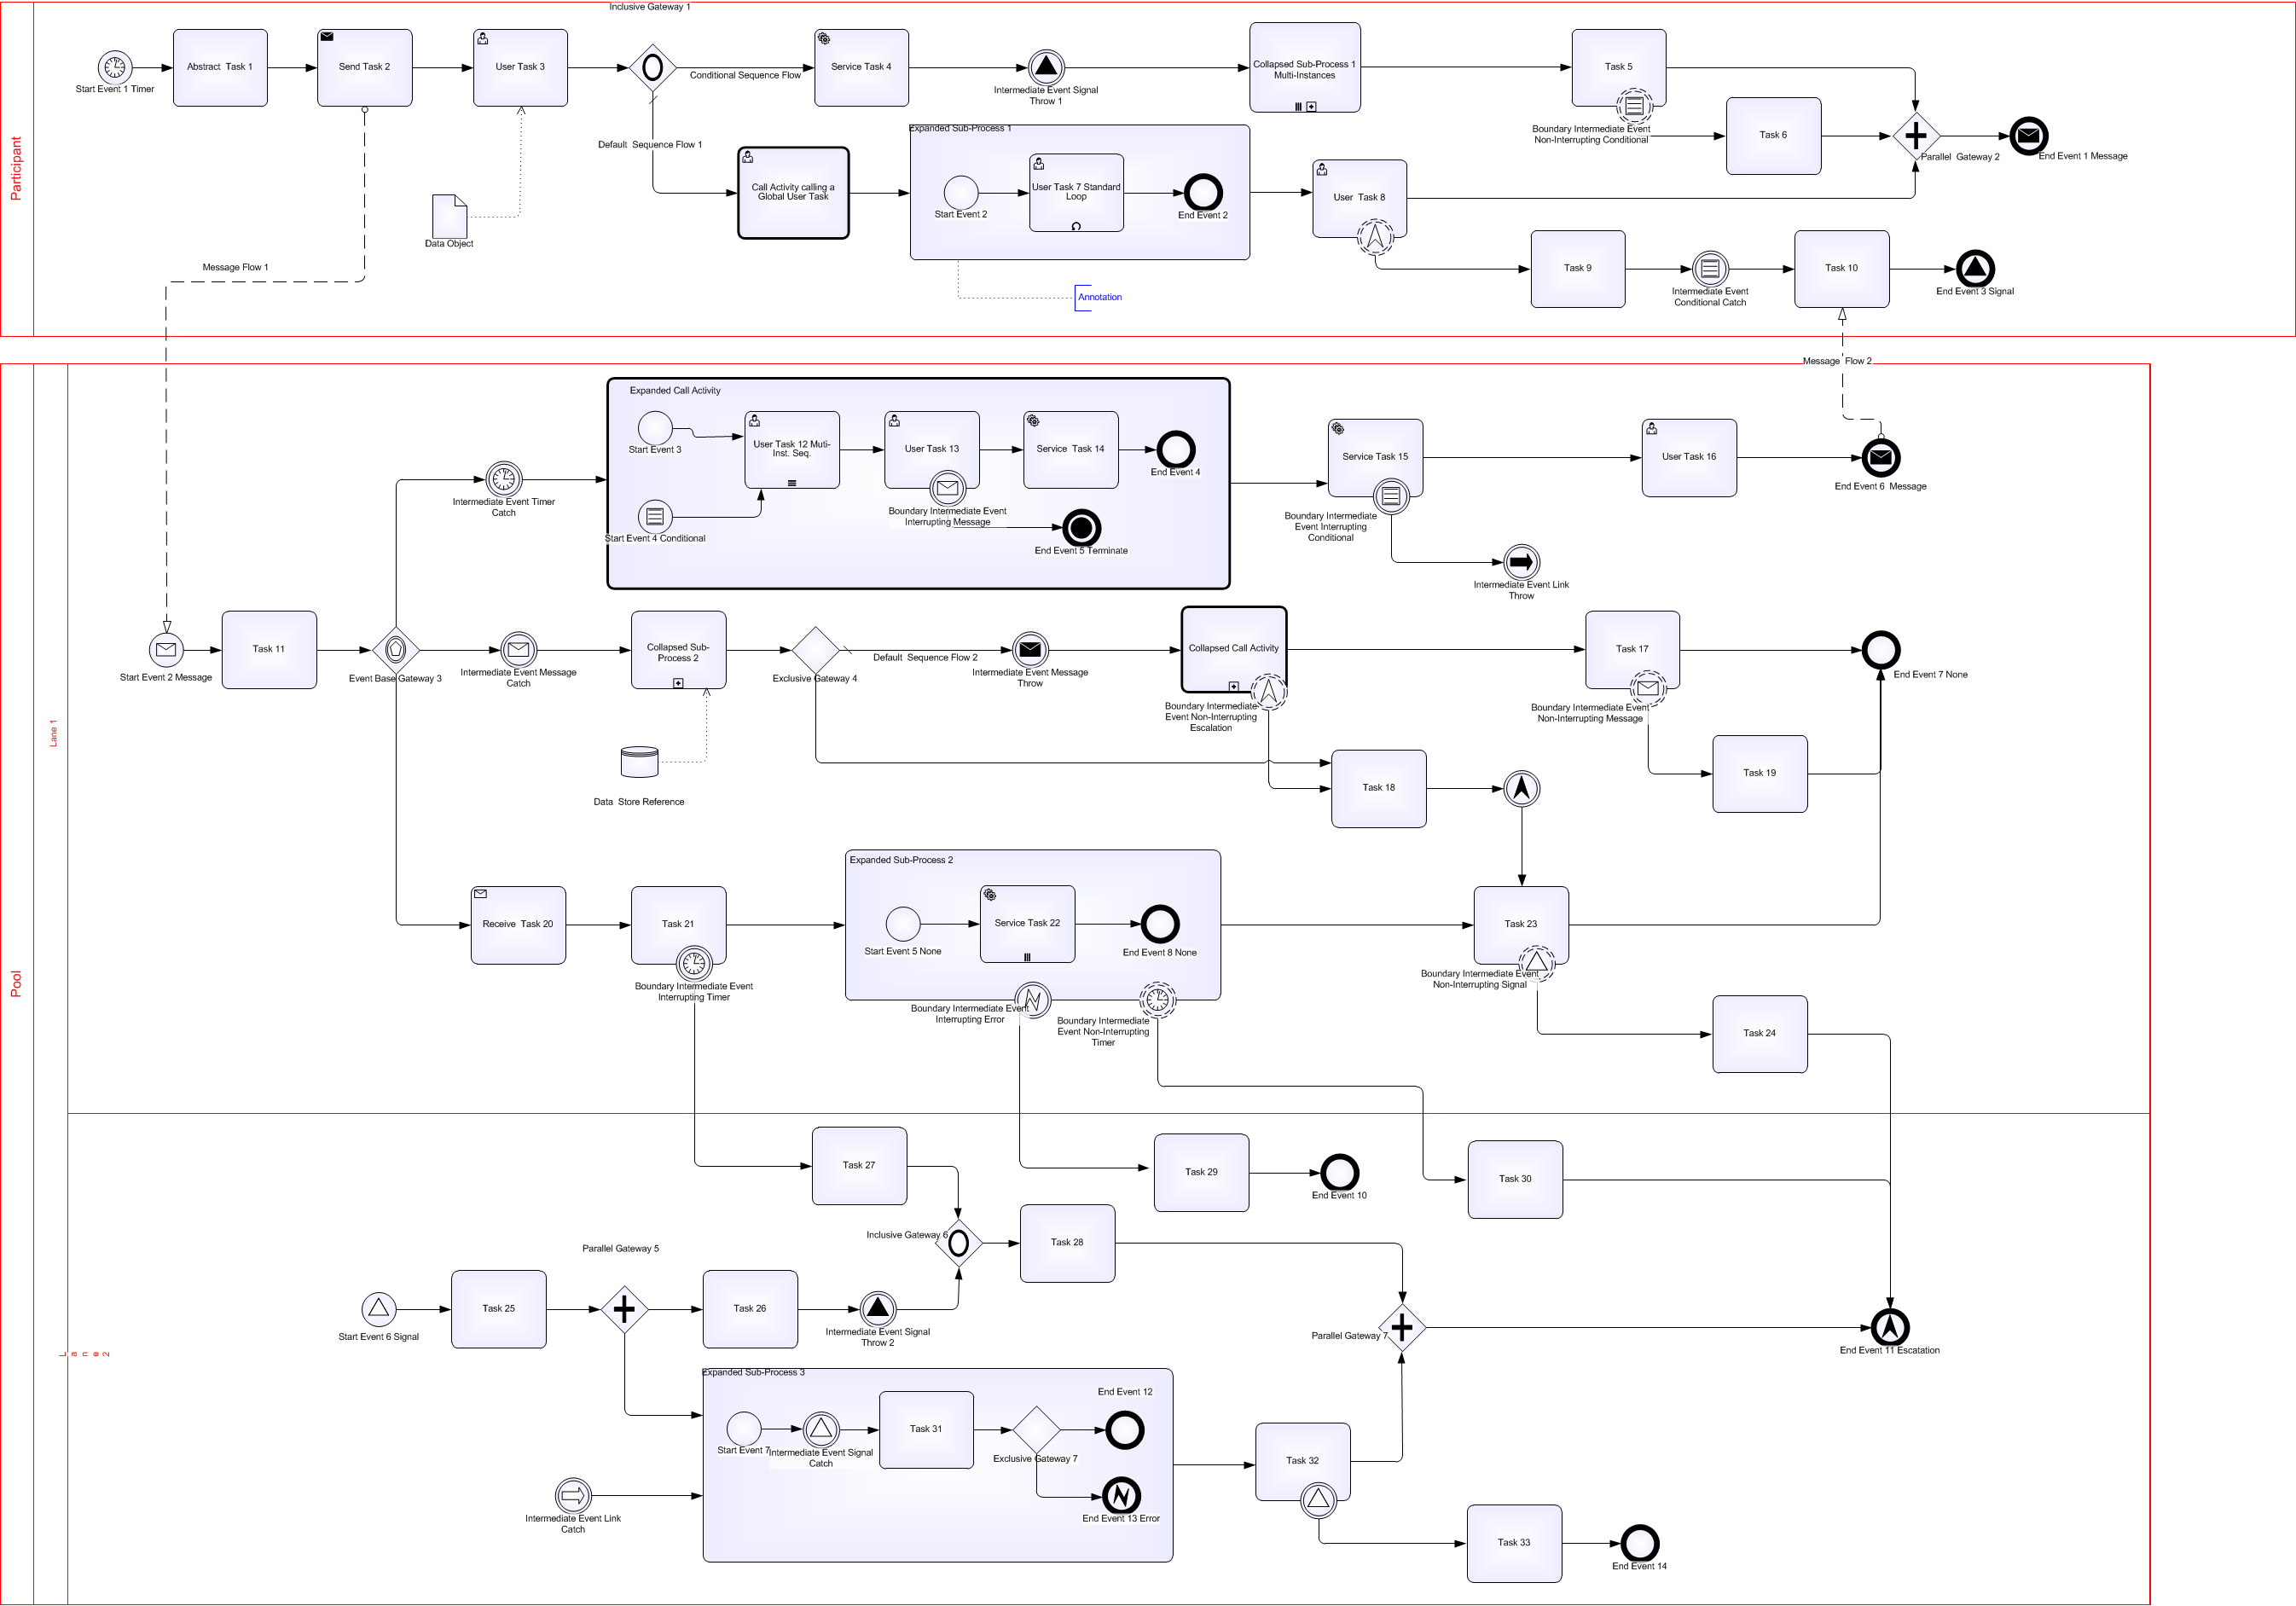 Inclusive Gateway 1
Participant
Start Event 1 Timer
Abstract  Task 1
Send Task 2
User Task 3
Conditional Sequence Flow
Service Task 4
Intermediate Event Signal
Throw 1
Collapsed Sub-Process 1
Multi-Instances
Task 5
Boundary Intermediate Event
Non-Interrupting Conditional
Task 6
Parallel  Gateway 2
End Event 1 Message
Default  Sequence Flow 1
Call Activity calling a
Global User Task
Expanded Sub-Process 1
Start Event 2
User Task 7 Standard
Loop
End Event 2
User  Task 8
Data Object
Message Flow 1
Annotation
Task 9
Intermediate Event
Conditional Catch
Task 10
End Event 3 Signal
Message  Flow 2
Pool
Lane 1
Expanded Call Activity
Start Event 3
User Task 12 Muti-
Inst. Seq.
User Task 13
Service  Task 14
End Event 4
Start Event 4 Conditional
Boundary Intermediate Event
Interrupting Message
End Event 5 Terminate
Intermediate Event Timer
Catch
Service Task 15
Boundary Intermediate
Event Interrupting
Conditional
Intermediate Event Link
Throw
User Task 16
End Event 6  Message
Start Event 2 Message
Task 11
Event Base Gateway 3
Intermediate Event Message
Catch
Collapsed Sub-
Process 2
Exclusive Gateway 4
Default  Sequence Flow 2
Intermediate Event Message
Throw
Collapsed Call Activity
Boundary Intermediate
Event Non-Interrupting
Escalation
Task 17
Boundary Intermediate Event
Non-Interrupting Message
End Event 7 None
Data  Store Reference
Task 18
Task 19
Receive  Task 20
Task 21
Boundary Intermediate Event
Interrupting Timer
Expanded Sub-Process 2
Start Event 5 None
Service Task 22
End Event 8 None
Boundary Intermediate Event
Interrupting Error
Boundary Intermediate
Event Non-Interrupting
Timer
Task 23
Boundary Intermediate Event
Non-Interrupting Signal
Task 24
Lane 2
Task 27
Task 29
End Event 10
Task 30
Inclusive Gateway 6
Task 28
Parallel Gateway 5
Start Event 6 Signal
Task 25
Task 26
Intermediate Event Signal
Throw 2
Parallel Gateway 7
End Event 11 Escatation
Expanded Sub-Process 3
Start Event 7
Intermediate Event Signal
Catch
Task 31
Exclusive Gateway 7
End Event 12
End Event 13 Error
Intermediate Event Link
Catch
Task 32
Task 33
End Event 14